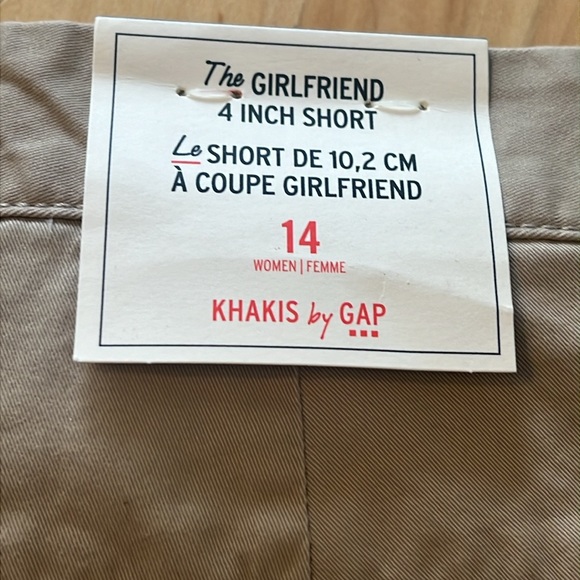 The GIRLFRIEND
4 INCH SHORT
Le SHORT DE 10,2 CM
À COUPE GIRLFRIEND
14
WOMEN | FEMME
KHAKIS by GAP